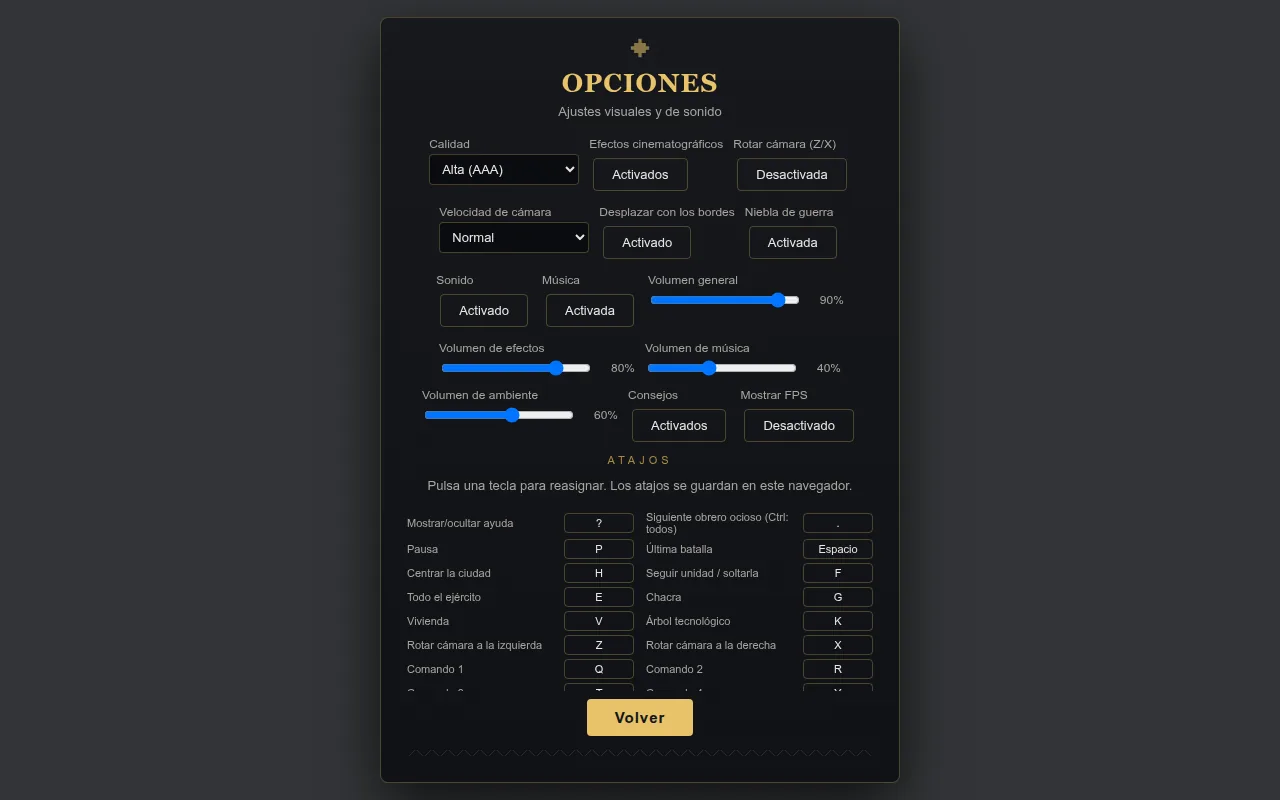 OPCIONES
Ajustes visuales y de sonido
Calidad
Efectos cinematográficos
Rotar cámara (Z/X)
Alta (AAA)
Activados
Desactivada
Velocidad de cámara
Desplazar con los bordes
Niebla de guerra
Normal
Activado
Activada
Sonido
Música
Volumen general
Activado
Activada
90%
Volumen de efectos
Volumen de música
80%
40%
Volumen de ambiente
Consejos
Mostrar FPS
60%
Activados
Desactivado
ATAJOS
Pulsa una tecla para reasignar. Los atajos se guardan en este navegador.
Mostrar/ocultar ayuda
?
Siguiente obrero ocioso (Ctrl:
todos)
.
Pausa
P
Última batalla
Espacio
Centrar la ciudad
H
Seguir unidad / soltarla
F
Todo el ejército
E
Chacra
G
Vivienda
V
Árbol tecnológico
K
Rotar cámara a la izquierda
Z
Rotar cámara a la derecha
X
Comando 1
Q
Comando 2
R
Volver